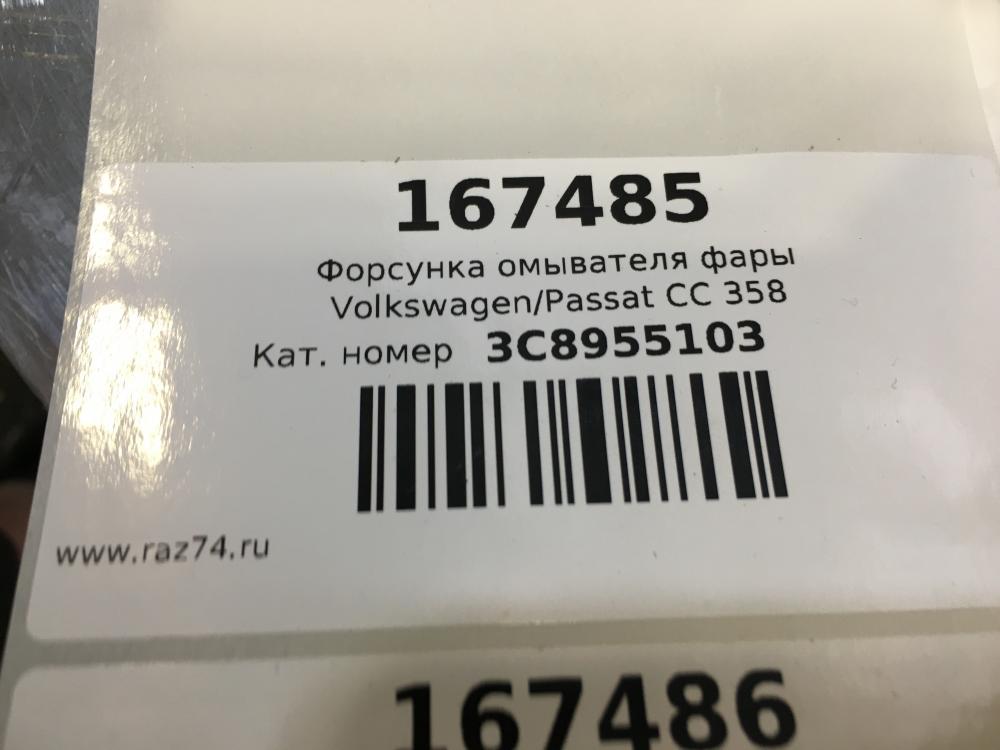 167485
Форсунка омывателя фары
Volkswagen/Passat CC 358
Кат. номер 3C8955103
www.raz74.ru
167486